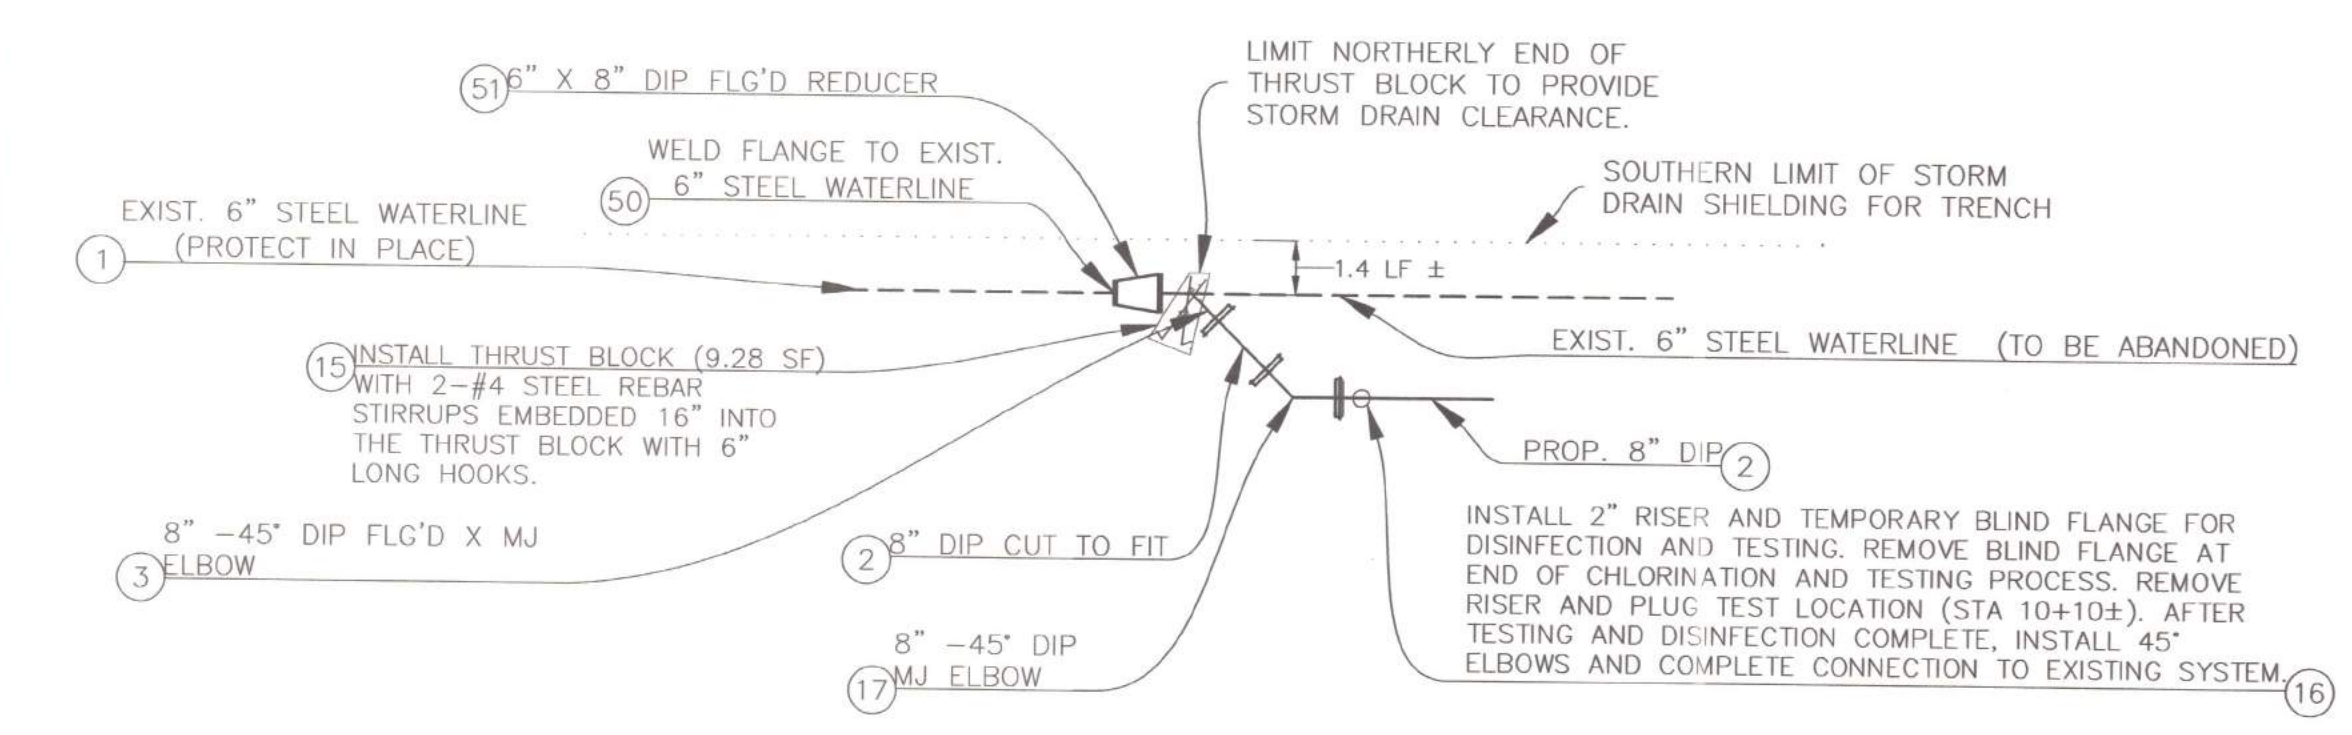 51 6" X 8" DIP FLG'D REDUCER
LIMIT NORTHERLY END OF
THRUST BLOCK TO PROVIDE
STORM DRAIN CLEARANCE.
WELD FLANGE TO EXIST.
50 6" STEEL WATERLINE
SOUTHERN LIMIT OF STORM
DRAIN SHIELDING FOR TRENCH
EXIST. 6" STEEL WATERLINE
1 (PROTECT IN PLACE)
1.4 LF ±
EXIST. 6" STEEL WATERLINE (TO BE ABANDONED)
15 INSTALL THRUST BLOCK (9.28 SF)
WITH 2-#4 STEEL REBAR
STIRRUPS EMBEDDED 16" INTO
THE THRUST BLOCK WITH 6"
LONG HOOKS.
PROP. 8" DIP 2
8" -45° DIP FLG'D X MJ
3 ELBOW
2 8" DIP CUT TO FIT
8" -45° DIP
17 MJ ELBOW
INSTALL 2" RISER AND TEMPORARY BLIND FLANGE FOR
DISINFECTION AND TESTING. REMOVE BLIND FLANGE AT
END OF CHLORINATION AND TESTING PROCESS. REMOVE
RISER AND PLUG TEST LOCATION (STA 10+10±). AFTER
TESTING AND DISINFECTION COMPLETE, INSTALL 45°
ELBOWS AND COMPLETE CONNECTION TO EXISTING SYSTEM. 16